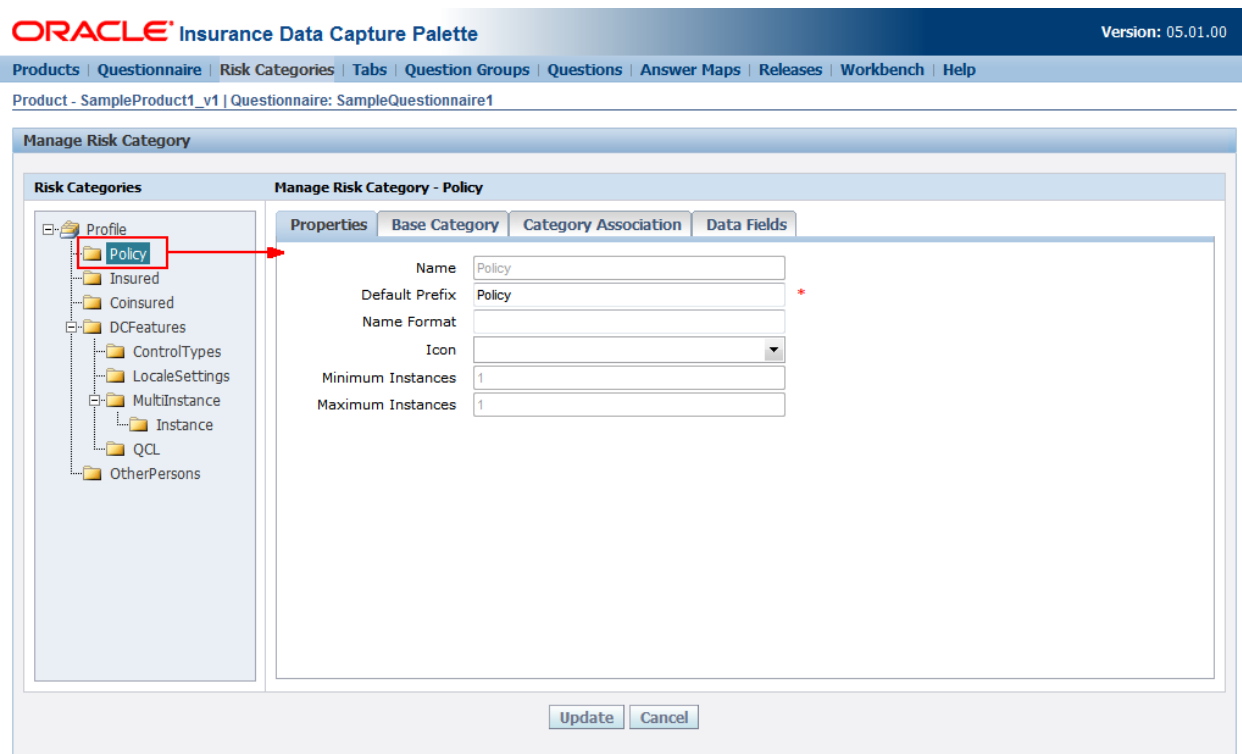 ORACLE® Insurance Data Capture Palette Version: 05.01.00
Products | Questionnaire | Risk Categories | Tabs | Question Groups | Questions | Answer Maps | Releases | Workbench | Help
Product - SampleProduct1_v1 | Questionnaire: SampleQuestionnaire1
Manage Risk Category
Risk Categories
Profile
Policy
Insured
Coinsured
DCFeatures
ControlTypes
LocaleSettings
MultiInstance
Instance
QCL
OtherPersons
Manage Risk Category - Policy
Properties Base Category Category Association Data Fields
Name Policy
Default Prefix Policy *
Name Format
Icon
Minimum Instances 1
Maximum Instances 1
Update Cancel